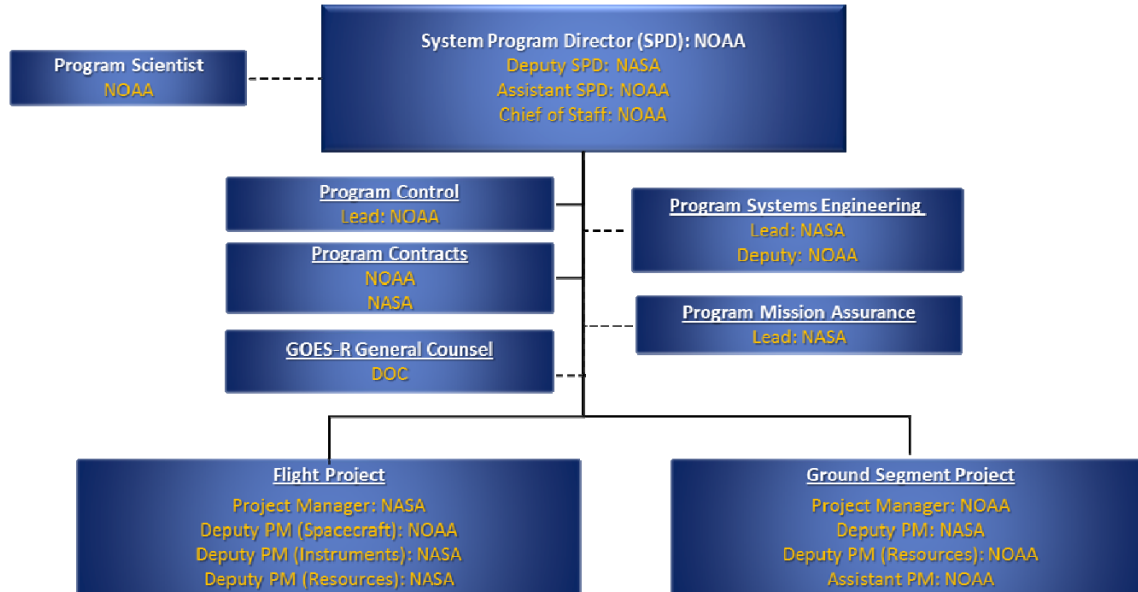 System Program Director (SPD): NOAA
Deputy SPD: NASA
Assistant SPD: NOAA
Chief of Staff: NOAA
Program Scientist
NOAA
Program Control
Lead: NOAA
Program Systems Engineering
Lead: NASA
Deputy: NOAA
Program Contracts
NOAA
NASA
Program Mission Assurance
Lead: NASA
GOES-R General Counsel
DOC
Flight Project
Project Manager: NASA
Deputy PM (Spacecraft): NOAA
Deputy PM (Instruments): NASA
Deputy PM (Resources): NASA
Ground Segment Project
Project Manager: NOAA
Deputy PM: NASA
Deputy PM (Resources): NOAA
Assistant PM: NOAA